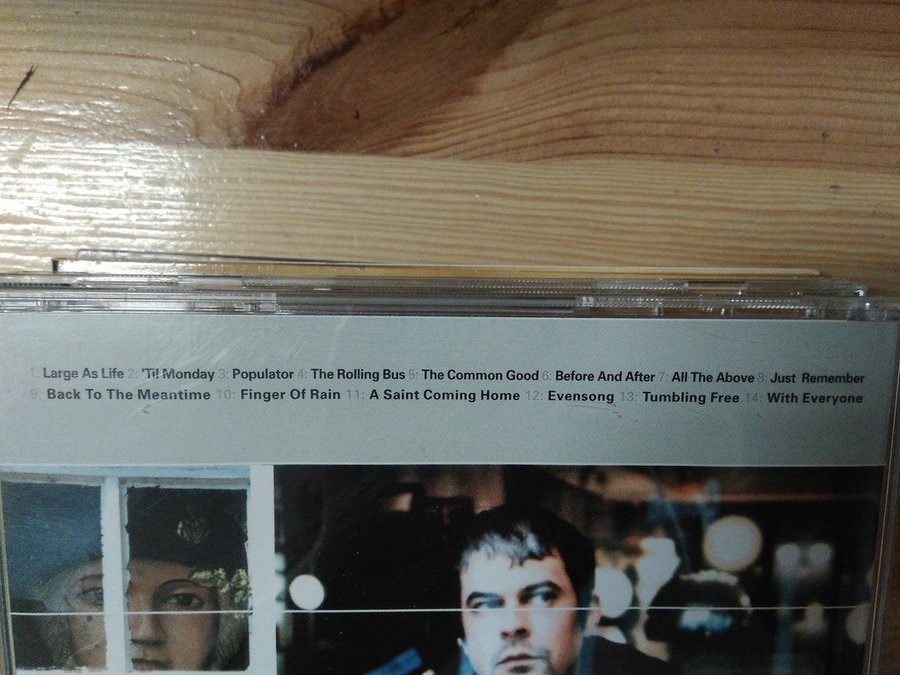 1: Large As Life 2: 'Til Monday 3: Populator 4: The Rolling Bus 5: The Common Good 6: Before And After 7: All The Above 8: Just Remember
9: Back To The Meantime 10: Finger Of Rain 11: A Saint Coming Home 12: Evensong 13: Tumbling Free 14: With Everyone